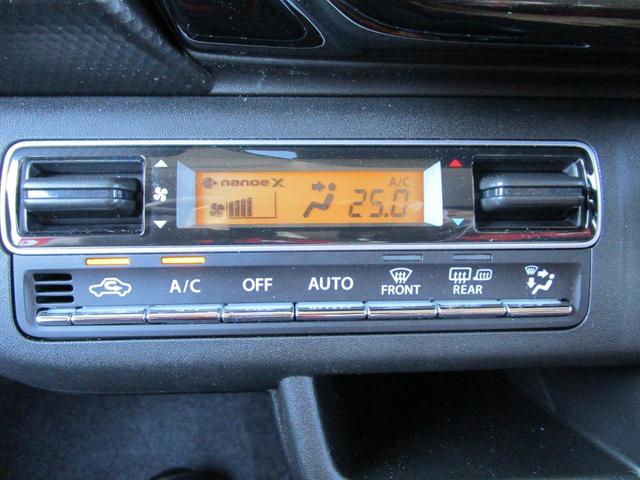 nanoe X
A/C
25.0
A/C
OFF
AUTO
FRONT
REAR